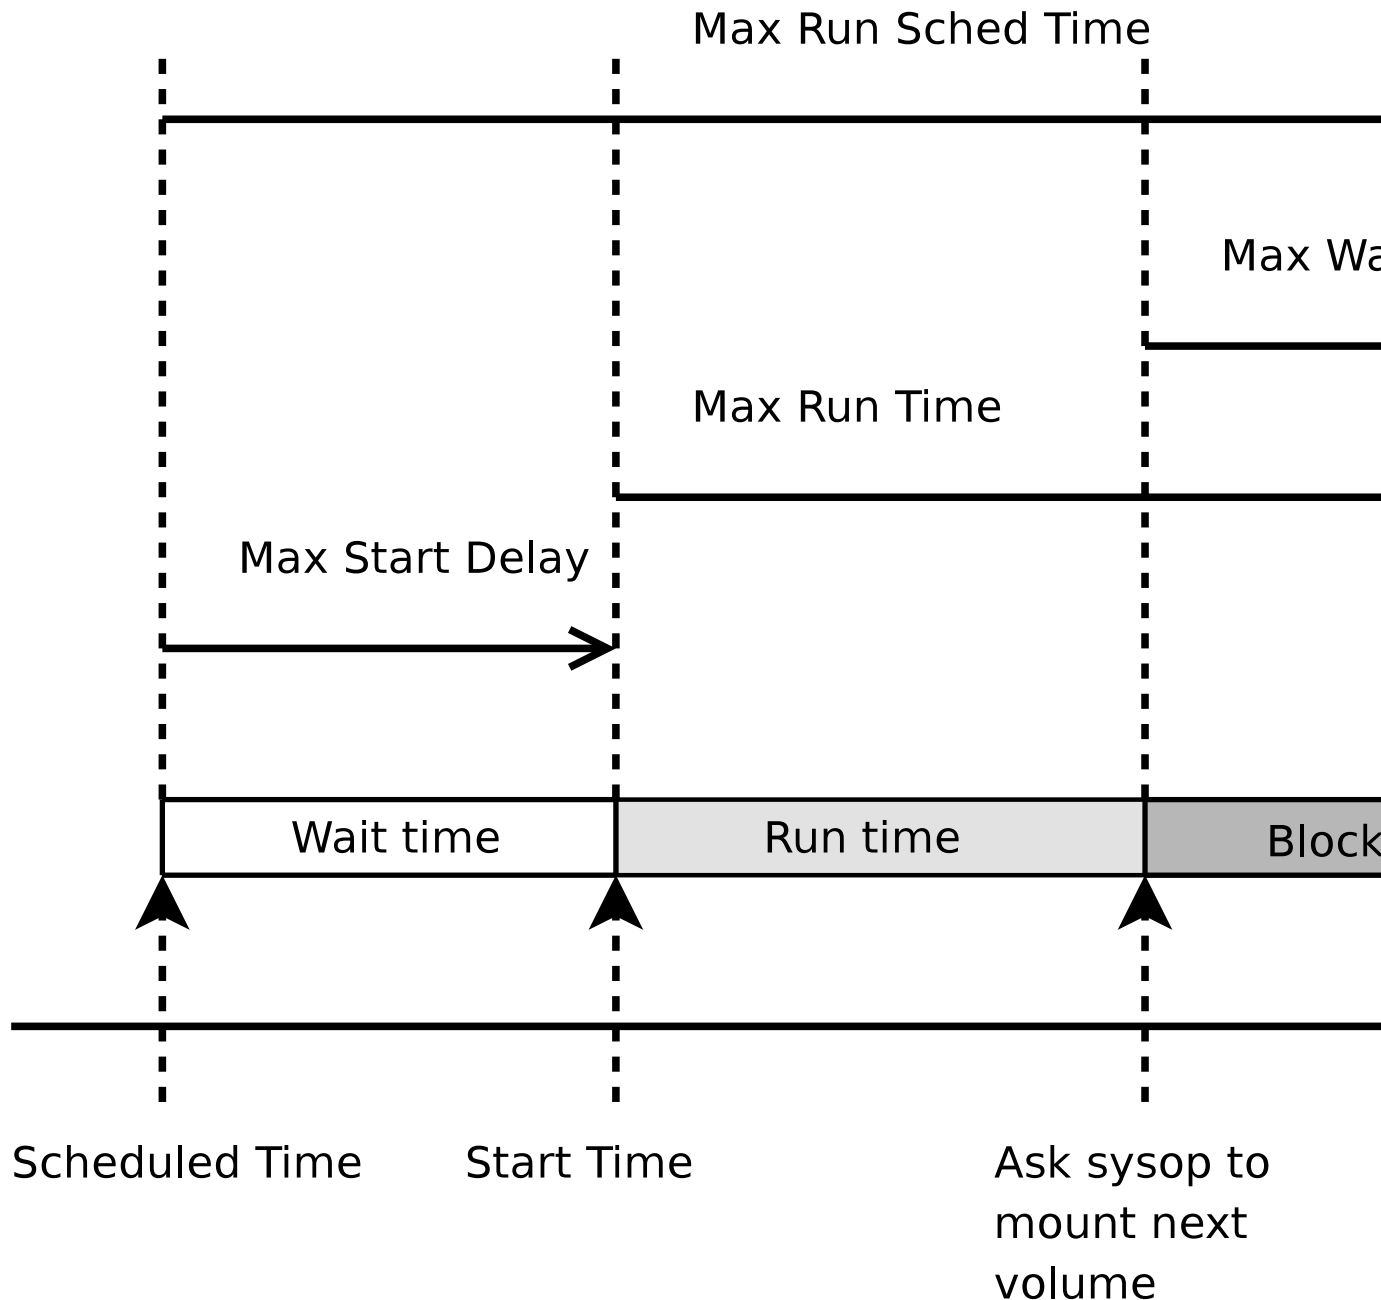 Max Run Sched Time
Max
Max Run Time
Max Start Delay
Wait time
Run time
Scheduled Time
Start Time
Ask sysop to
mount next
volume